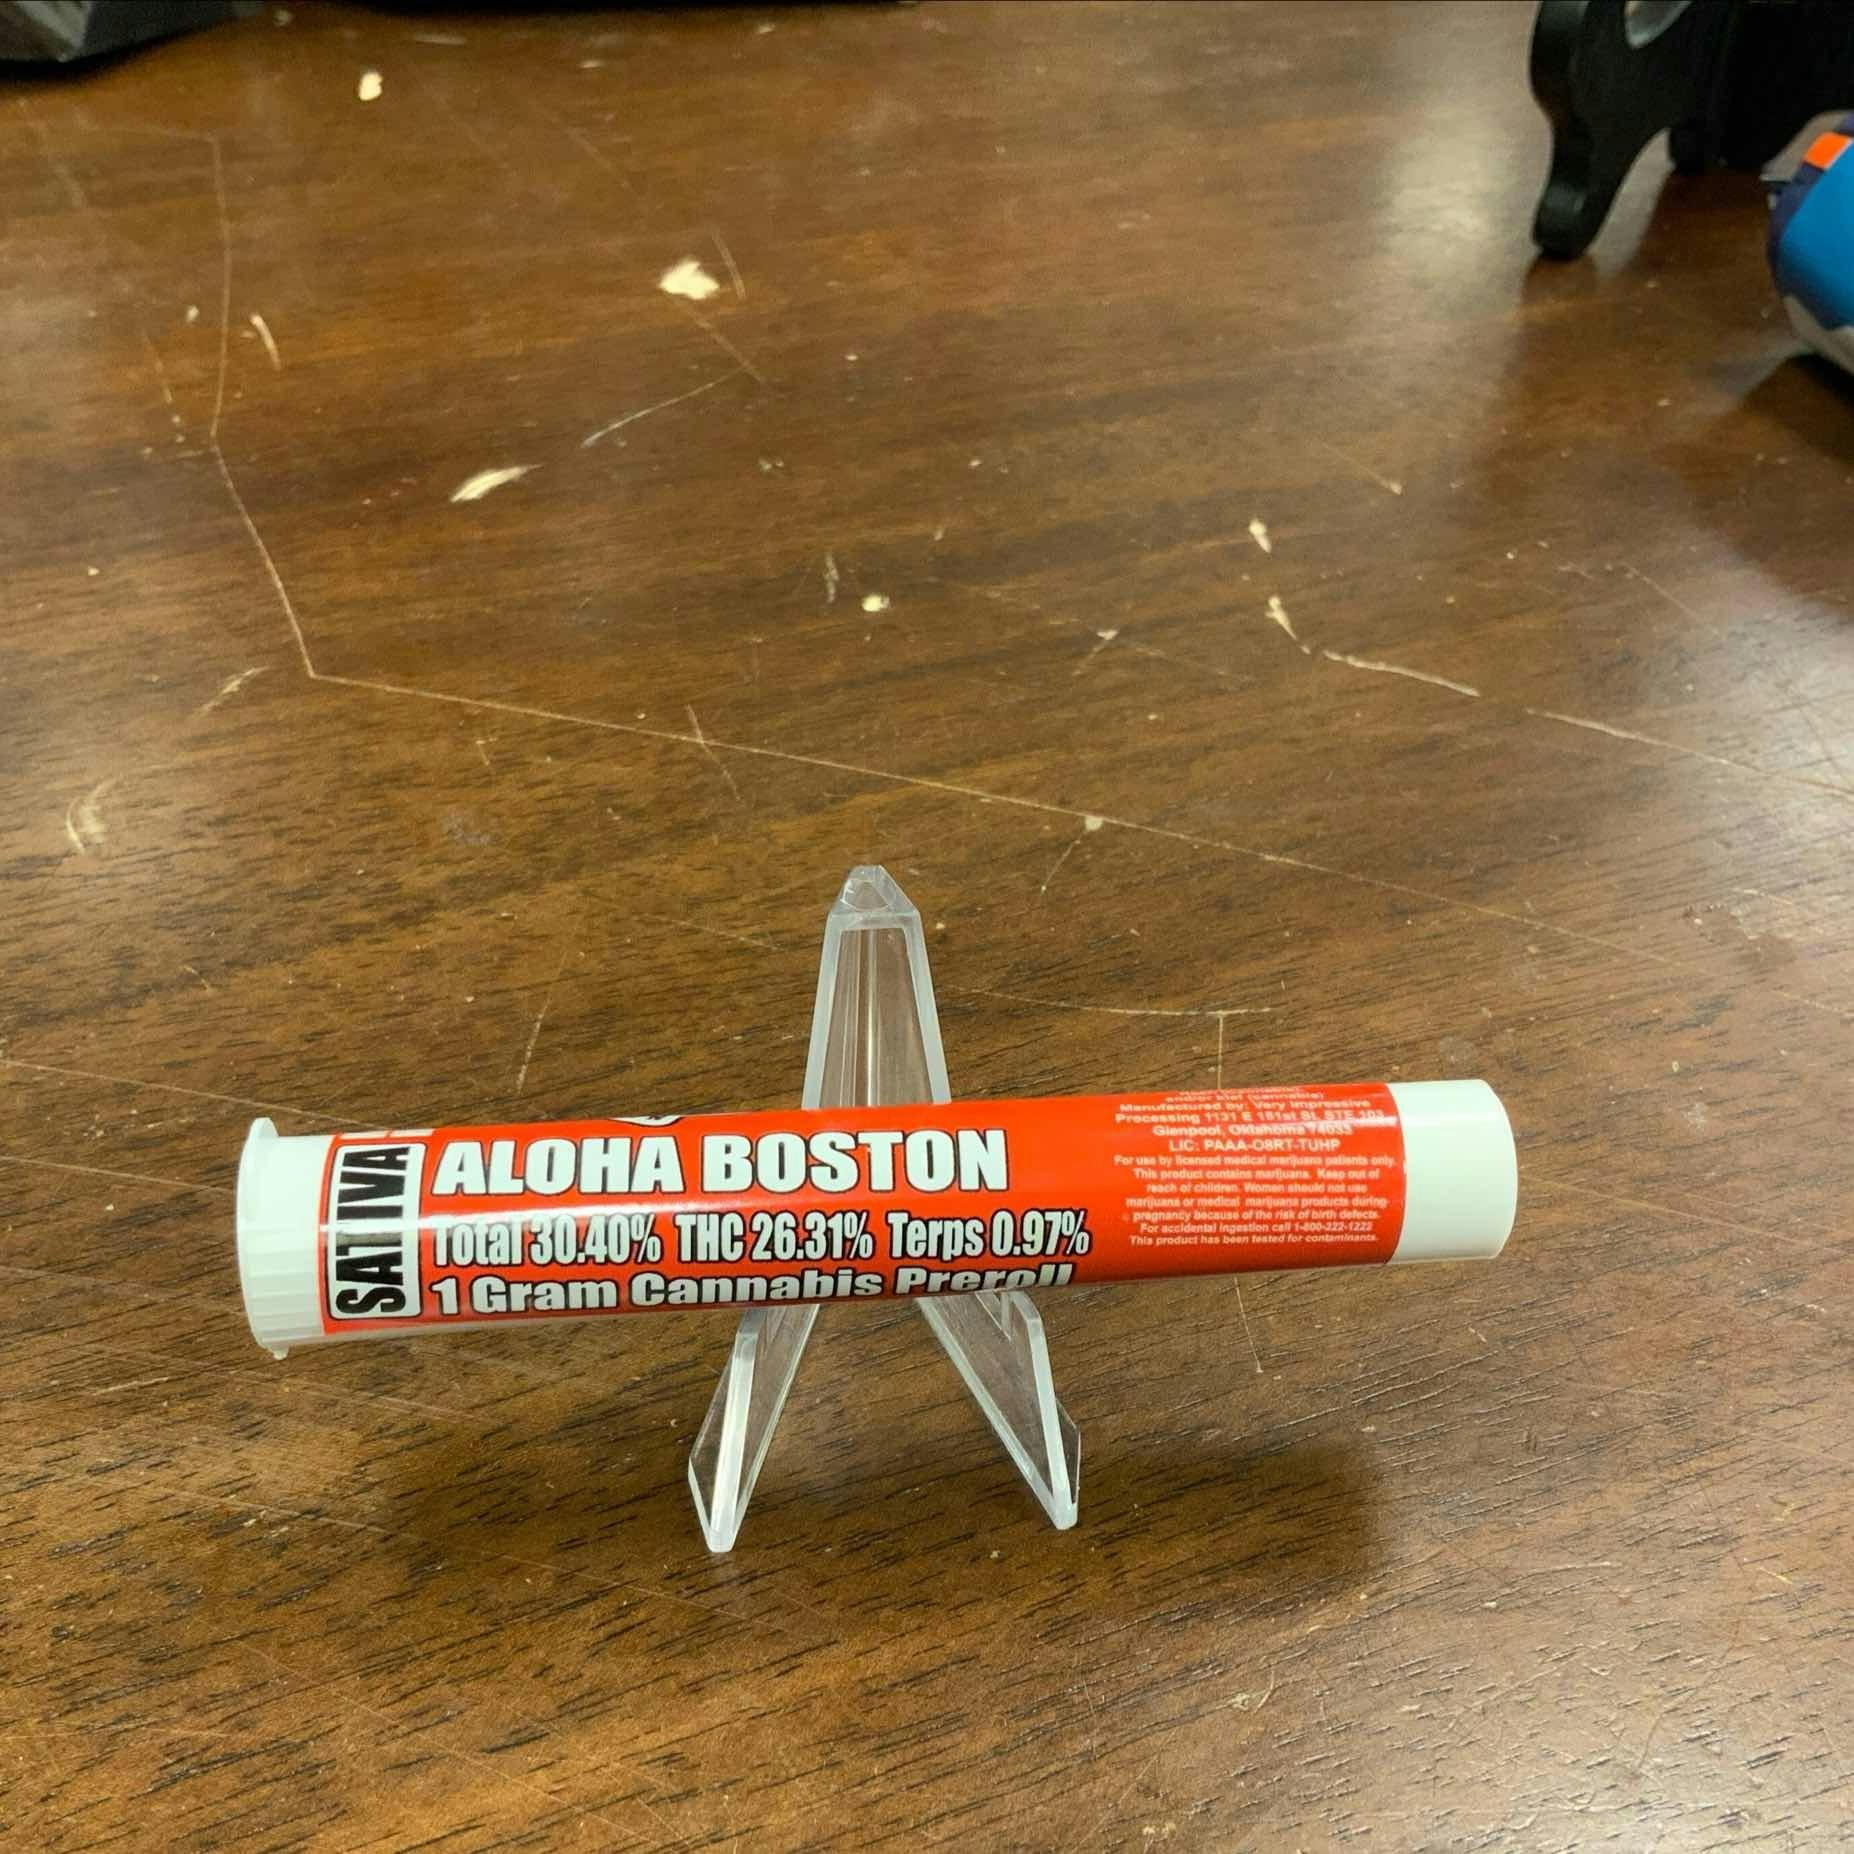 SATIVA
ALOHA BOSTON
Total 30.40% THC 26.31% Terps 0.97%
1 Gram Cannabis Preroll
and/or kief (cannabis)
Manufactured by: Very Impressive
Processing 1131 E 151st St, STE 103
Glenpool, Oklahoma 74033
LIC: PAAA-O8RT-TUHP
For use by licensed medical marijuana patients only.
This product contains marijuana. Keep out of
reach of children. Women should not use
marijuana or medical marijuana products during
pregnancy because of the risk of birth defects.
For accidental ingestion call 1-800-222-1222
This product has been tested for contaminants.